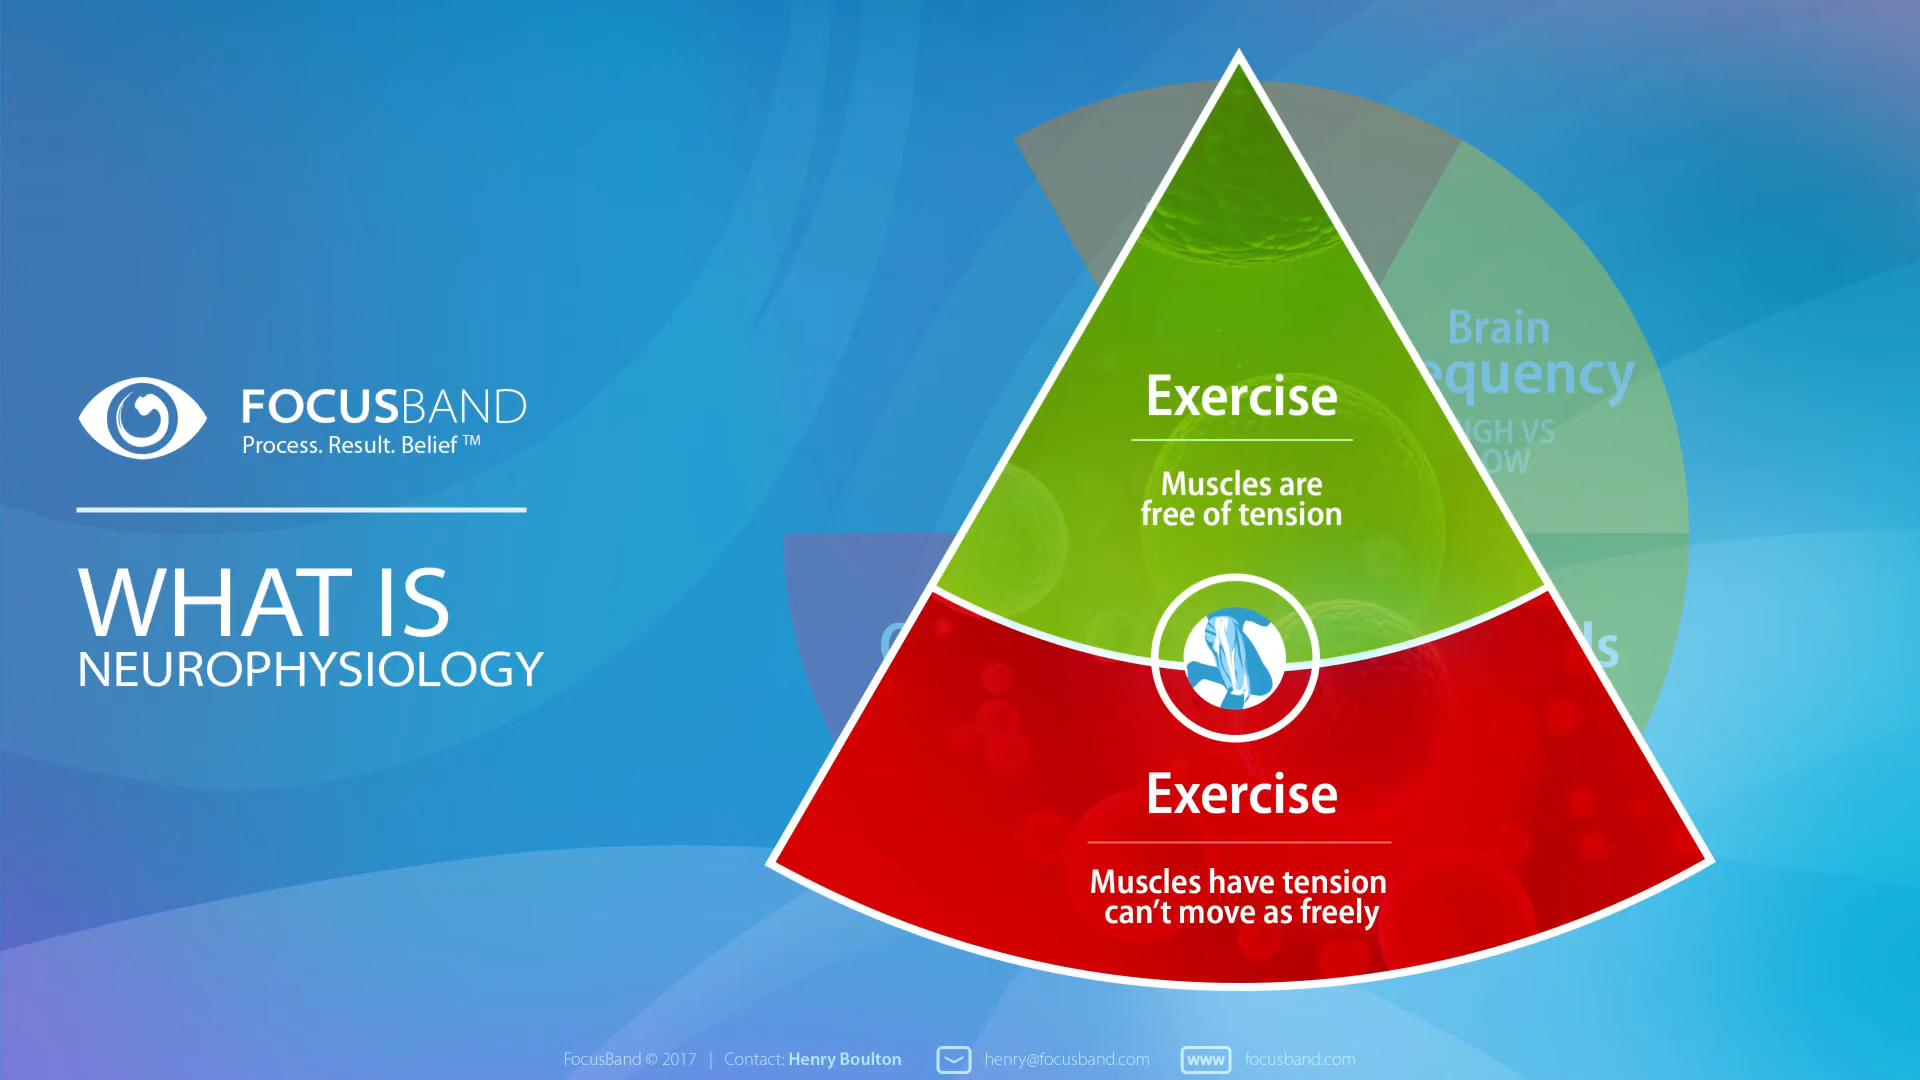 FOCUSBAND
Process. Result. Belief ™
WHAT IS
NEUROPHYSIOLOGY
Exercise
Muscles are
free of tension
Exercise
Muscles have tension
can't move as freely
Brain
VS
FocusBand © 2017 | Contact: Henry Boulton
henry@focusband.com
www
focusband.com